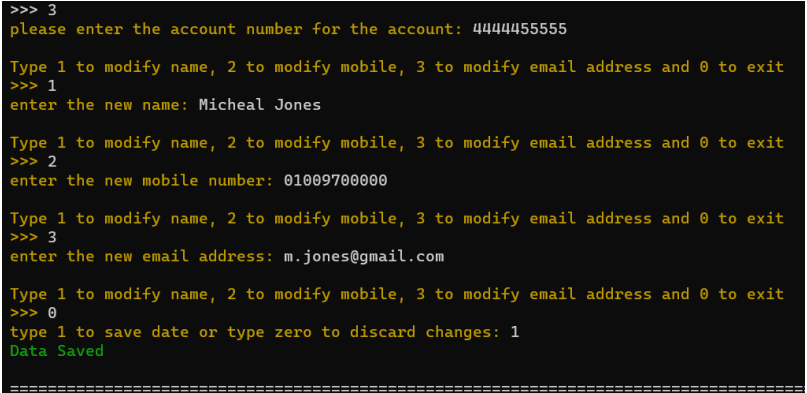 >>> 3
please enter the account number for the account: 4444455555
Type 1 to modify name, 2 to modify mobile, 3 to modify email address and 0 to exit
>>> 1
enter the new name: Micheal Jones
Type 1 to modify name, 2 to modify mobile, 3 to modify email address and 0 to exit
>>> 2
enter the new mobile number: 01009700000
Type 1 to modify name, 2 to modify mobile, 3 to modify email address and 0 to exit
>>> 3
enter the new email address: m.jones@gmail.com
Type 1 to modify name, 2 to modify mobile, 3 to modify email address and 0 to exit
>>> 0
type 1 to save date or type zero to discard changes: 1
Data Saved
=====================================================================================